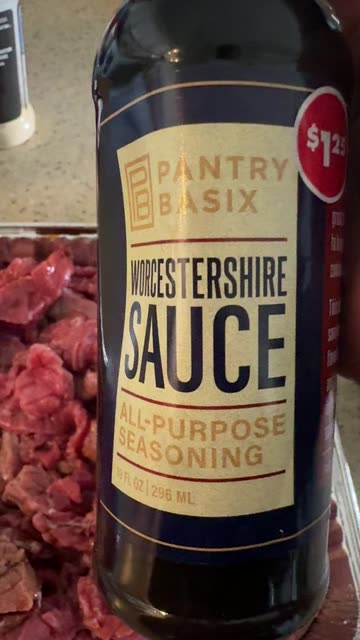 $1.25
PANTRY
BASIX
WORCESTERSHIRE
SAUCE
ALL-PURPOSE
SEASONING
10 FL OZ | 296 ML